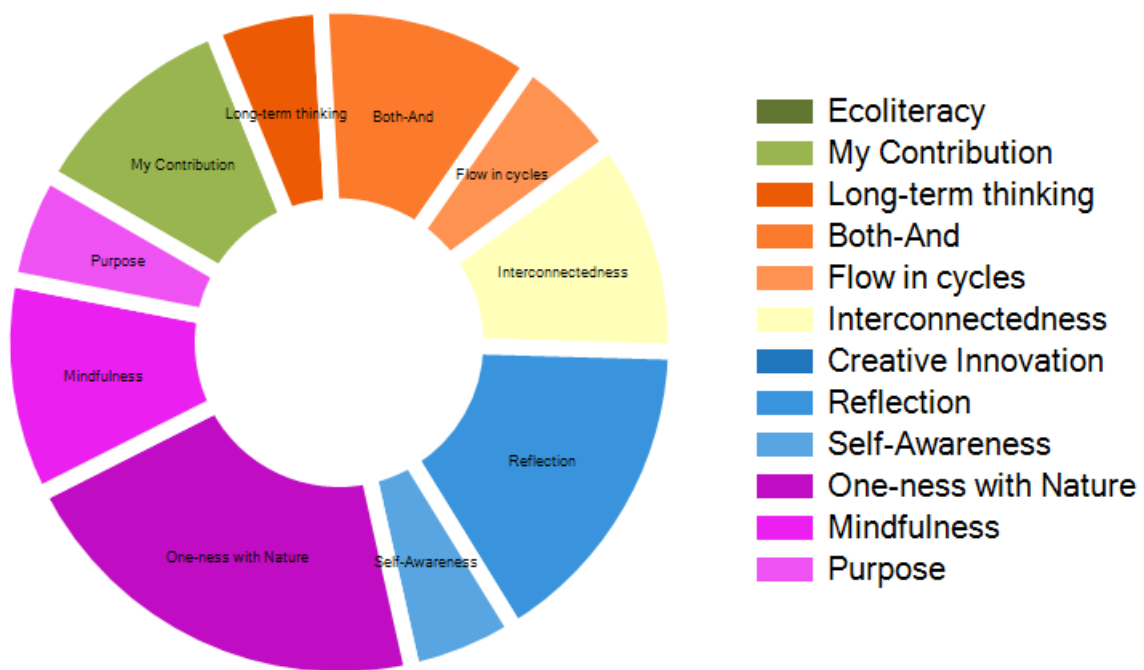 Long-term thinking
Both-And
My Contribution
Flow in cycles
Purpose
Interconnectedness
Mindfulness
Reflection
One-ness with Nature
Self-Awareness
Ecoliteracy
My Contribution
Long-term thinking
Both-And
Flow in cycles
Interconnectedness
Creative Innovation
Reflection
Self-Awareness
One-ness with Nature
Mindfulness
Purpose